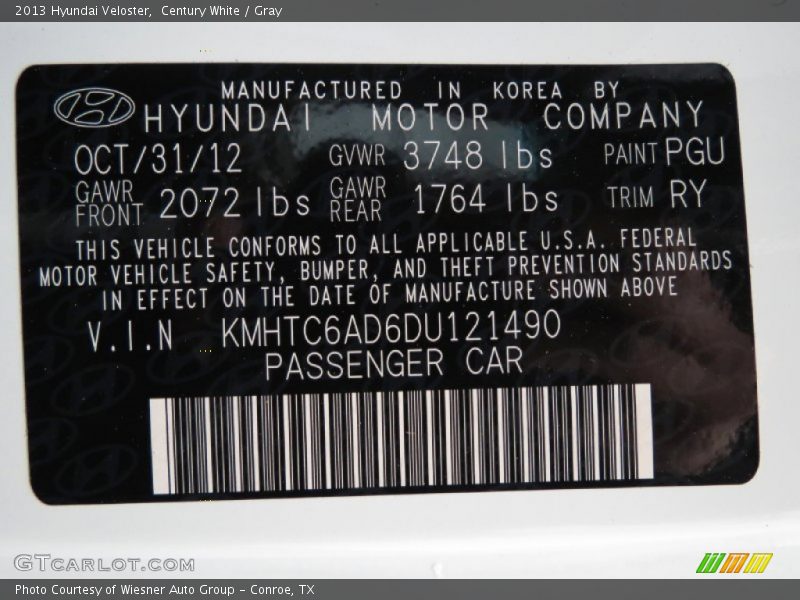 2013 Hyundai Veloster, Century White / Gray
MANUFACTURED IN KOREA BY
HYUNDAI MOTOR COMPANY
OCT/31/12 GVWR 3748 lbs PAINT PGU
GAWR FRONT 2072 lbs GAWR REAR 1764 lbs TRIM RY
THIS VEHICLE CONFORMS TO ALL APPLICABLE U.S.A. FEDERAL
MOTOR VEHICLE SAFETY, BUMPER, AND THEFT PREVENTION STANDARDS
IN EFFECT ON THE DATE OF MANUFACTURE SHOWN ABOVE
V.I.N KMHTC6AD6DU121490
PASSENGER CAR
GTCARLOT.COM
Photo Courtesy of Wiesner Auto Group - Conroe, TX